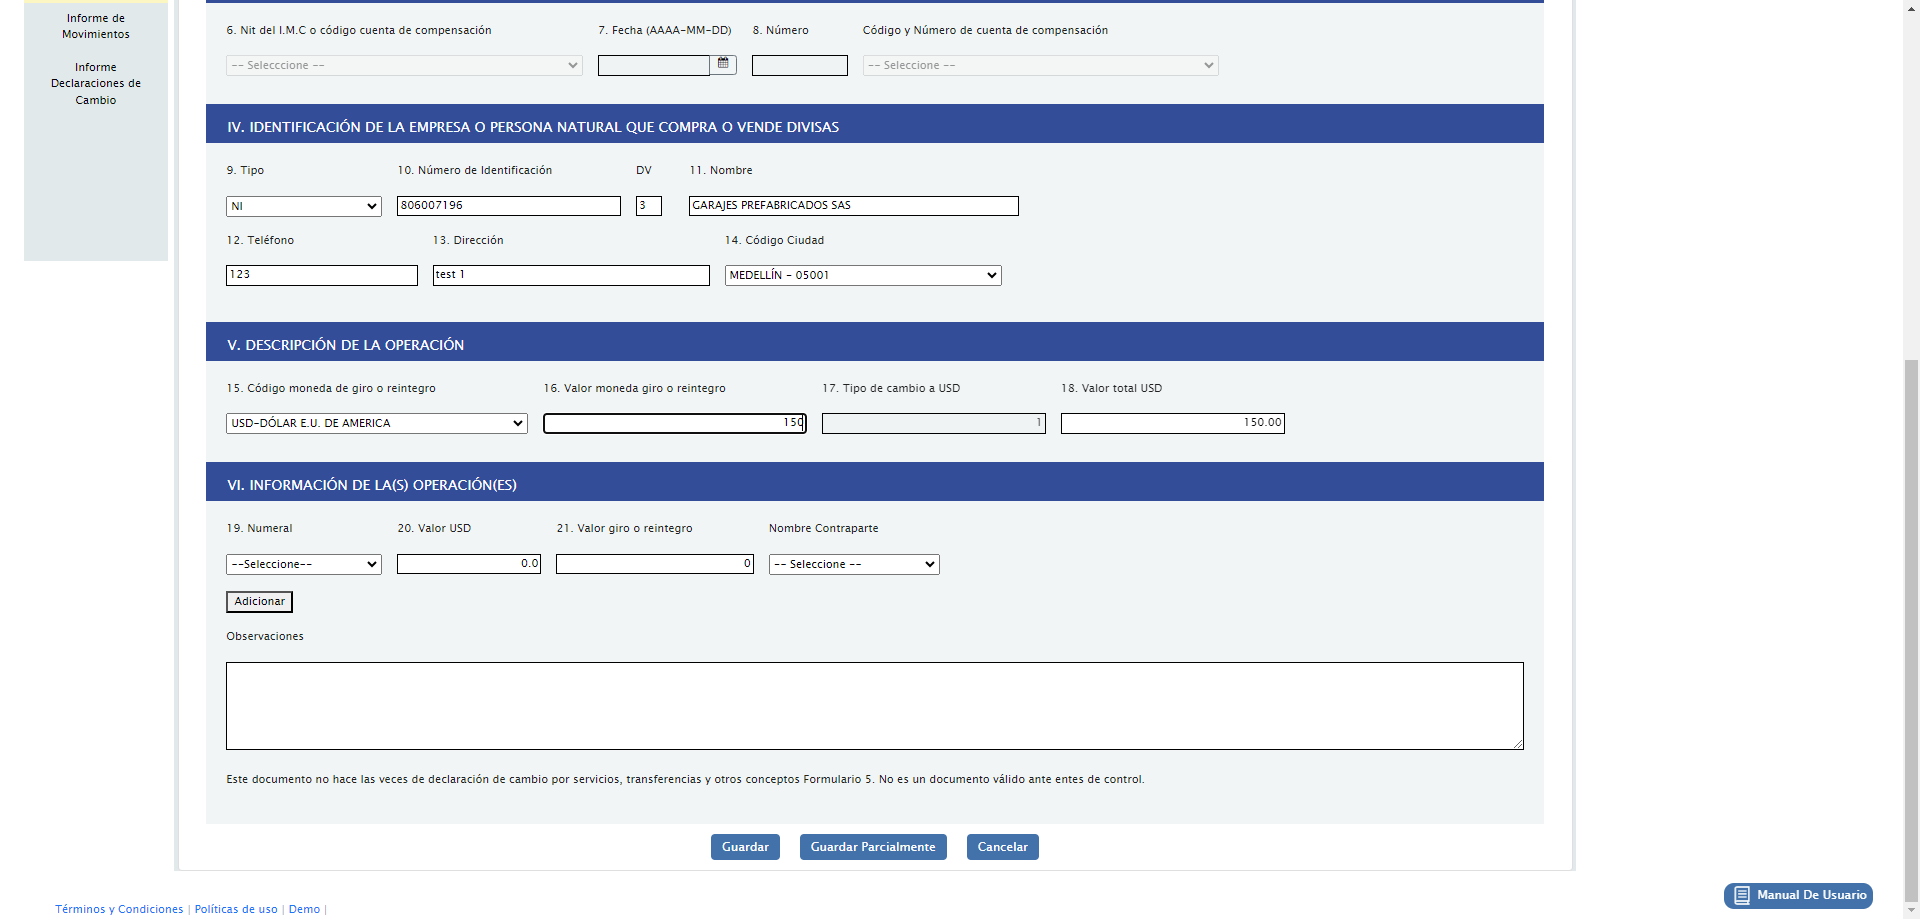 Informe de
Movimientos
Informe
Declaraciones de
Cambio
6. Nit del I.M.C o código cuenta de compensación
7. Fecha (AAAA-MM-DD)
8. Número
Código y Número de cuenta de compensación
-- Selecccione --
-- Seleccione --
IV. IDENTIFICACIÓN DE LA EMPRESA O PERSONA NATURAL QUE COMPRA O VENDE DIVISAS
9. Tipo
10. Número de Identificación
DV
11. Nombre
NI
806007196
3
GARAJES PREFABRICADOS SAS
12. Teléfono
13. Dirección
14. Código Ciudad
123
test 1
MEDELLÍN - 05001
V. DESCRIPCIÓN DE LA OPERACIÓN
15. Código moneda de giro o reintegro
16. Valor moneda giro o reintegro
17. Tipo de cambio a USD
18. Valor total USD
USD-DÓLAR E.U. DE AMERICA
150
1
150.00
VI. INFORMACIÓN DE LA(S) OPERACIÓN(ES)
19. Numeral
20. Valor USD
21. Valor giro o reintegro
Nombre Contraparte
--Seleccione--
0.0
0
-- Seleccione --
Adicionar
Observaciones
Este documento no hace las veces de declaración de cambio por servicios, transferencias y otros conceptos Formulario 5. No es un documento válido ante entes de control.
Guardar
Guardar Parcialmente
Cancelar
Manual De Usuario
Términos y Condiciones | Políticas de uso | Demo |